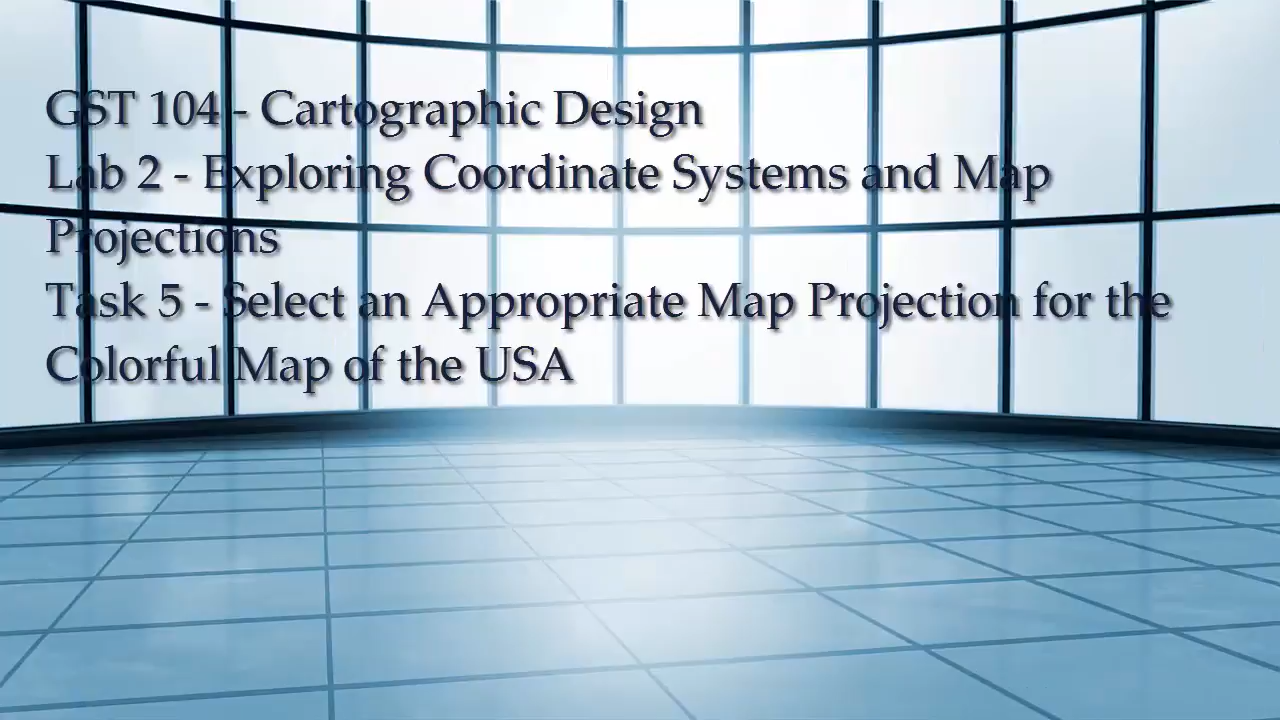 GST 104 - Cartographic Design
Lab 2 - Exploring Coordinate Systems and Map
Projections
Task 5 - Select an Appropriate Map Projection for the
Colorful Map of the USA